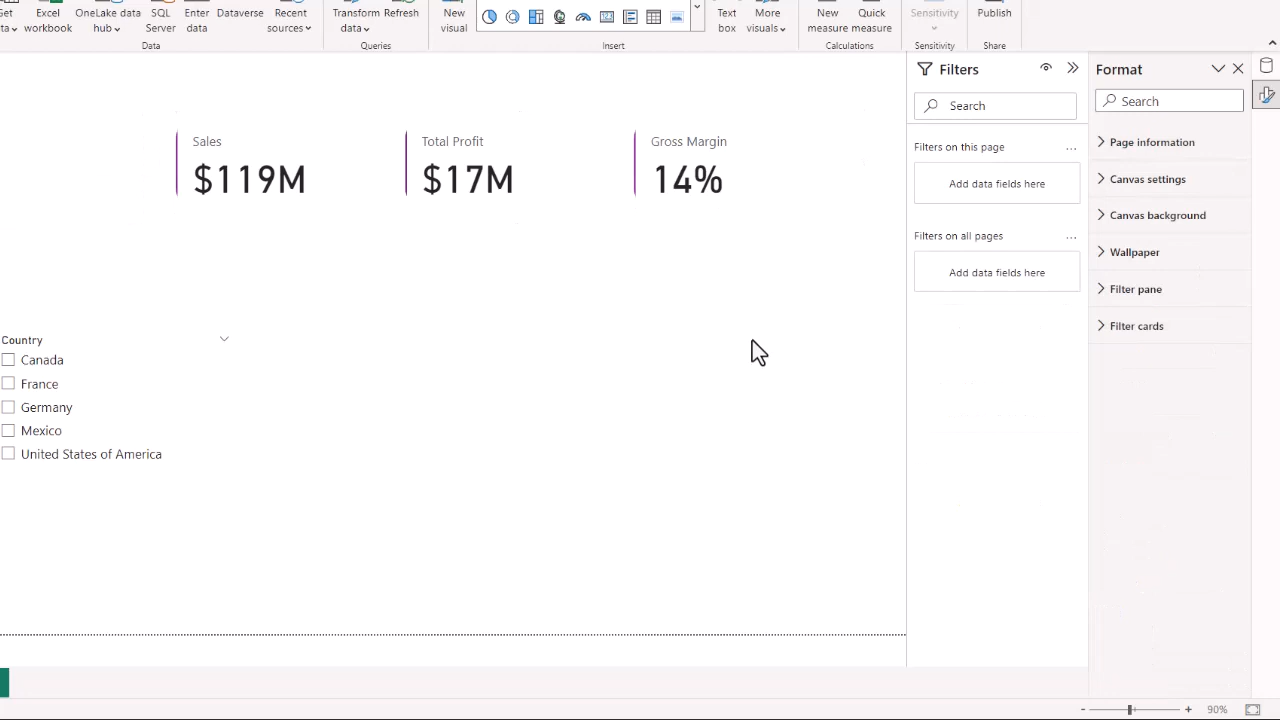 Excel
OneLake data
SQL
Enter
Dataverse
Recent
Transform
Refresh
New
Text
More
New
Quick
Sensitivity
Publish
workbook
hub
Server
data
sources
data
visual
box
visuals
measure
measure
Data
Queries
Insert
Calculations
Sensitivity
Share
Filters
Format
Search
Search
Sales
Total Profit
Gross Margin
$119M
$17M
14%
Filters on this page
...
Add data fields here
Filters on all pages
...
Add data fields here
Page information
Canvas settings
Canvas background
Wallpaper
Filter pane
Filter cards
Country
Canada
France
Germany
Mexico
United States of America
- + 90%